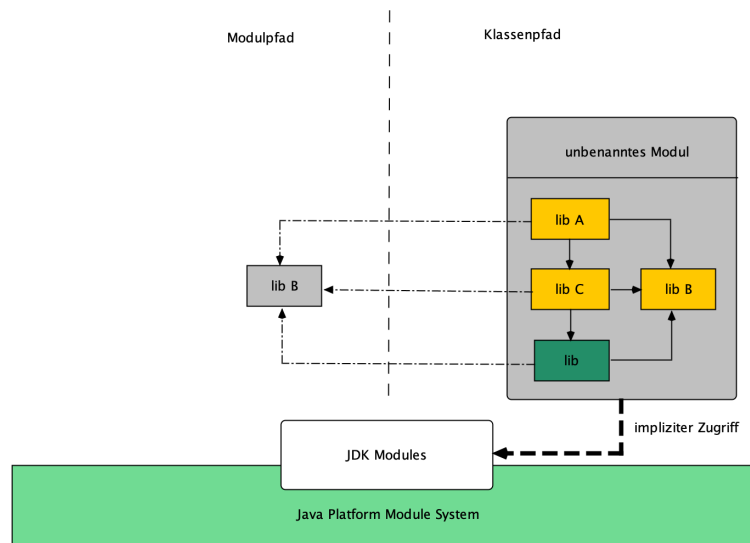 Modulpfad
Klassenpfad
unbenanntes Modul
lib A
lib B
lib C
lib B
lib
impliziter Zugriff
JDK Modules
Java Platform Module System